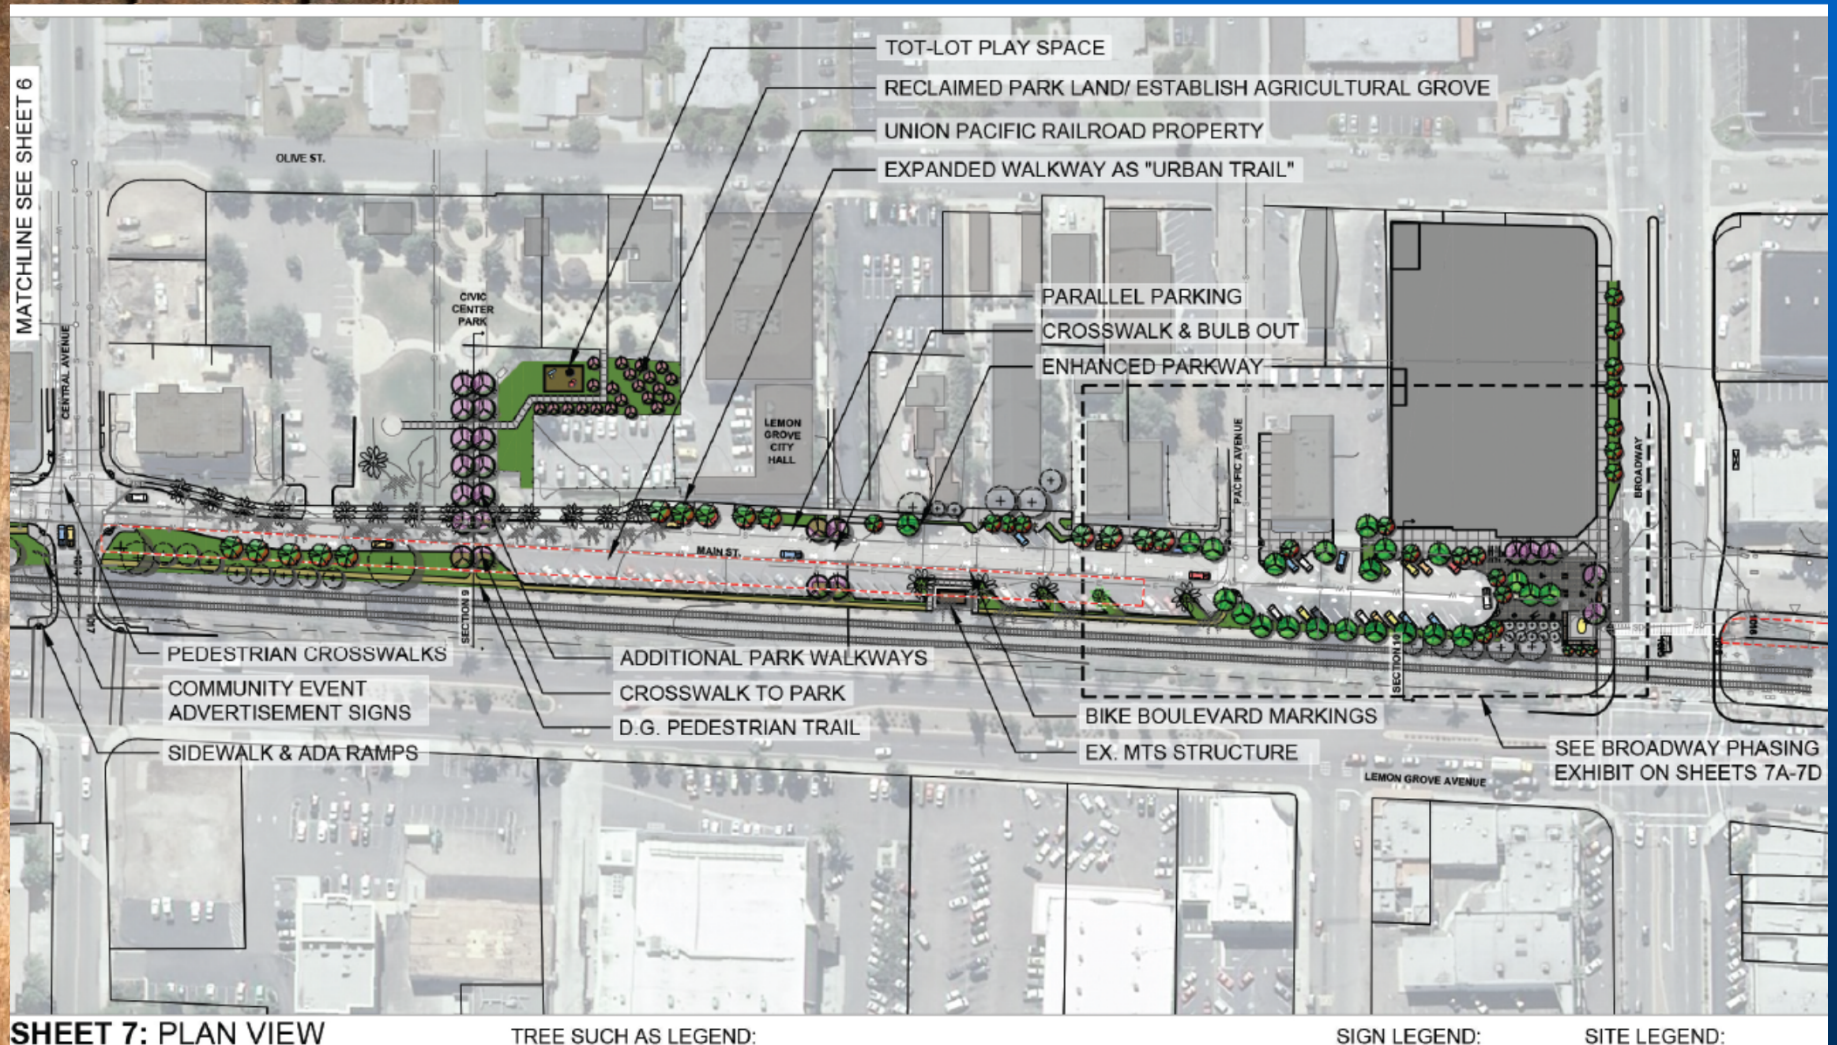 TOT-LOT PLAY SPACE
RECLAIMED PARK LAND/ ESTABLISH AGRICULTURAL GROVE
UNION PACIFIC RAILROAD PROPERTY
EXPANDED WALKWAY AS "URBAN TRAIL"
MATCHLINE SEE SHEET 6
OLIVE ST.
CIVIC
CENTER
PARK
PARALLEL PARKING
CROSSWALK & BULB OUT
ENHANCED PARKWAY
CENTRAL AVENUE
LEMON
GROVE
CITY
HALL
PACIFIC AVENUE
BROADWAY
MAIN ST.
SECTION 9
SECTION 10
PEDESTRIAN CROSSWALKS
COMMUNITY EVENT
ADVERTISEMENT SIGNS
SIDEWALK & ADA RAMPS
ADDITIONAL PARK WALKWAYS
CROSSWALK TO PARK
D.G. PEDESTRIAN TRAIL
BIKE BOULEVARD MARKINGS
EX. MTS STRUCTURE
LEMON GROVE AVENUE
SEE BROADWAY PHASING
EXHIBIT ON SHEETS 7A-7D
SHEET 7: PLAN VIEW
TREE SUCH AS LEGEND:
SIGN LEGEND:
SITE LEGEND: